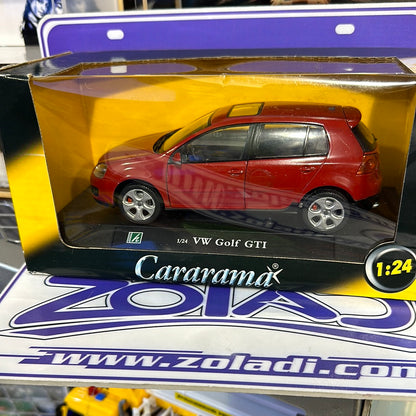 1/24 VW Golf GTI
Cararama
1:24
ZOLADI
www.zoladi.com